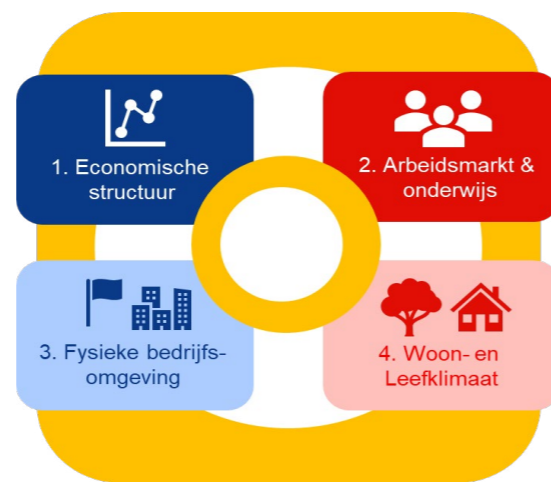 1. Economische
structuur
2. Arbeidsmarkt &
onderwijs
3. Fysieke bedrijfs-
omgeving
4. Woon- en
Leefklimaat